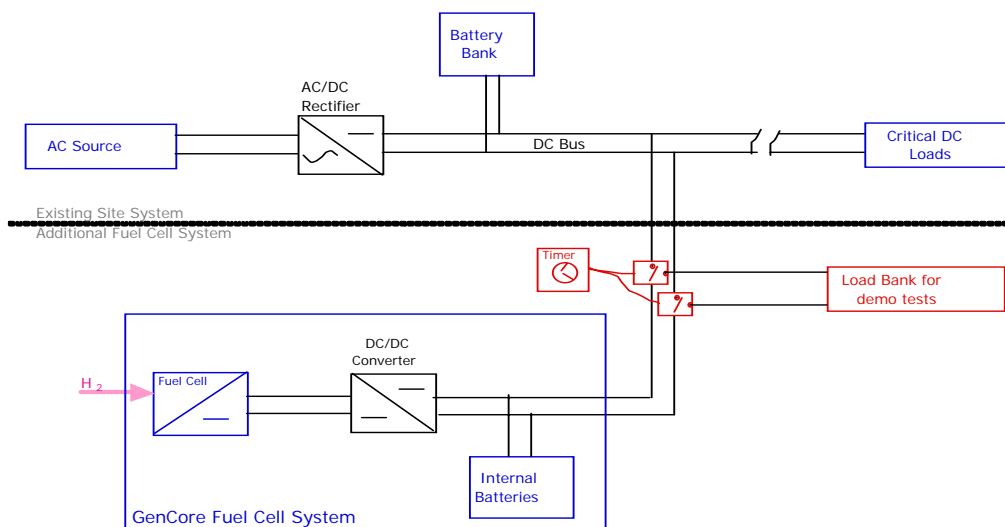 Battery
Bank
AC/DC
Rectifier
AC Source
DC Bus
Critical DC
Loads
Existing Site System
Additional Fuel Cell System
Timer
Load Bank for
demo tests
DC/DC
Converter
H 2
Fuel Cell
Internal
Batteries
GenCore Fuel Cell System